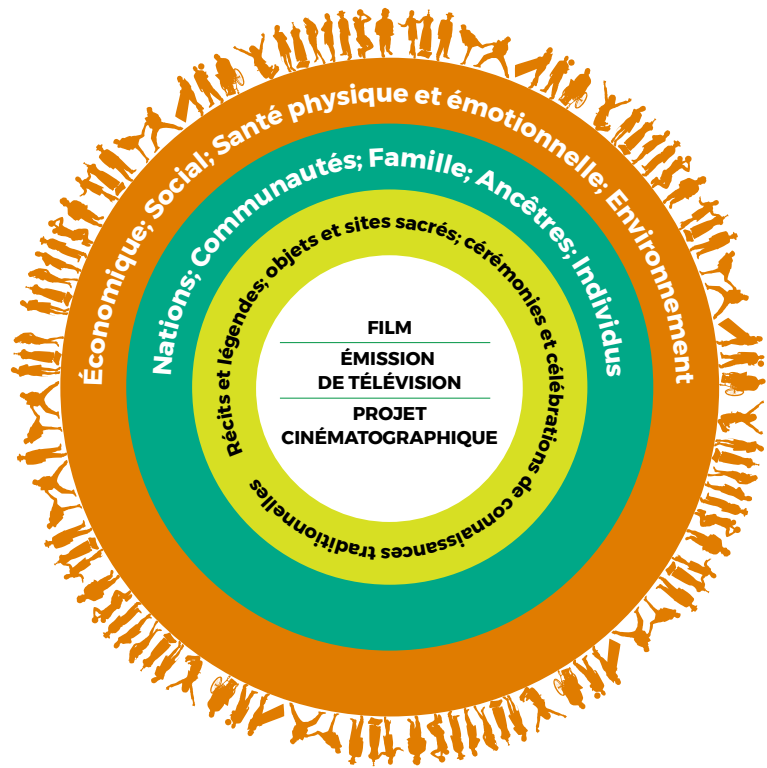 Économique; Social; Santé physique et émotionnelle; Environnement
Nations; Communautés; Famille; Ancêtres; Individus
Récits et légendes; objets et sites sacrés; cérémonies et célébrations de connaissances traditionnelles
FILM
ÉMISSION
DE TÉLÉVISION
PROJET
CINÉMATOGRAPHIQUE